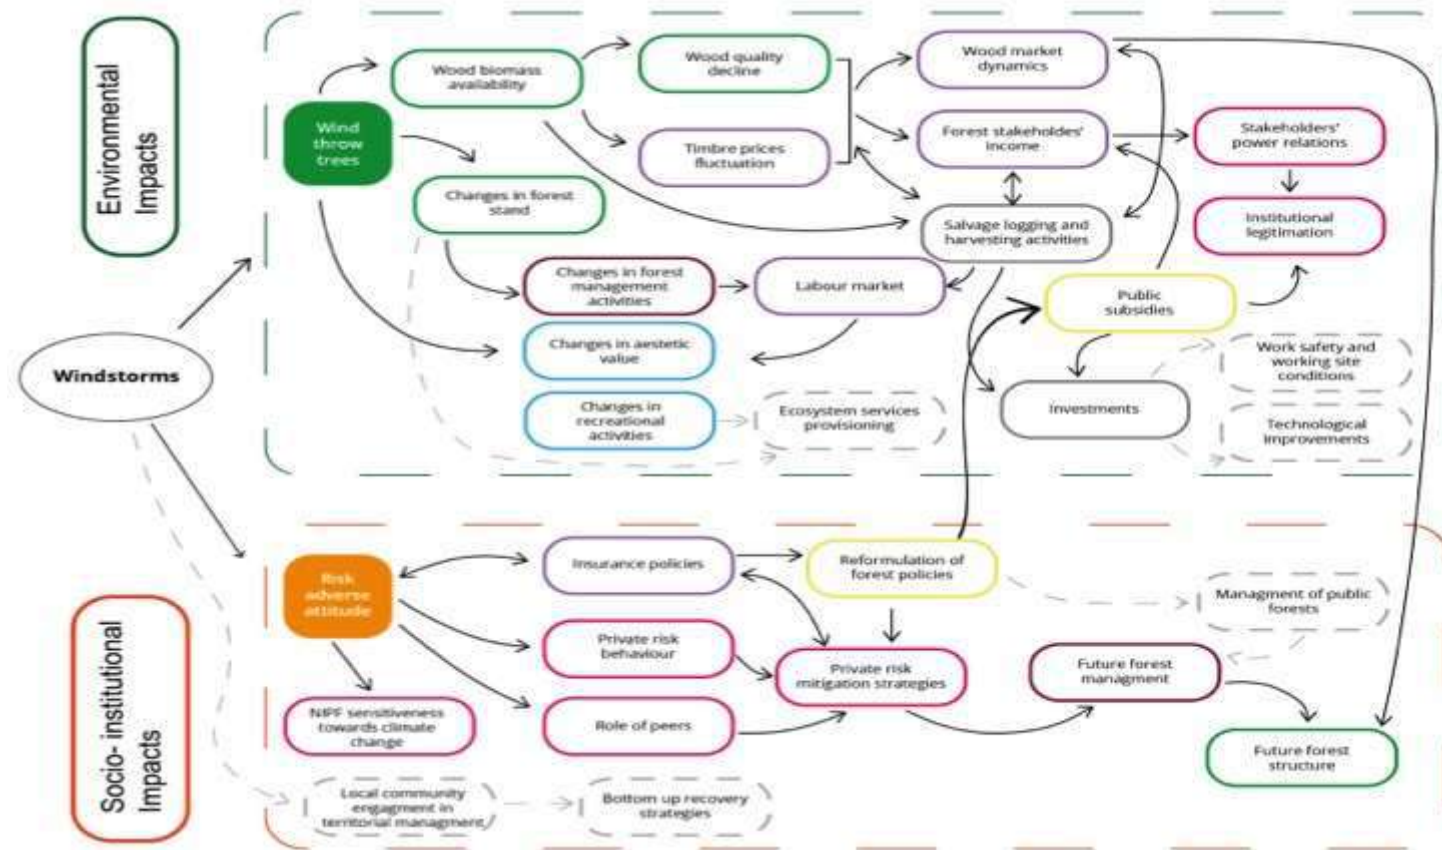 Environmental
Impacts
Wind
throw
trees
Wood biomass
availability
Wood quality
decline
Wood market
dynamics
Timbre prices
fluctuation
Forest stakeholdes'
income
Stakeholders'
power relations
Changes in forest
stand
Salvage logging and
harvesting activities
Institutional
legitimation
Changes in forest
management
activities
Labour market
Public
subsidies
Changes in aestetic
value
Work safety and
working site
conditions
Windstorms
Changes in
recreational
activities
Ecosystem services
provisioning
Investments
Technological
improvements
Socio- institutional
Impacts
Risk
adverse
attitude
Insurance policies
Reformulation of
forest policies
Managment of public
forests
Private risk
behaviour
Private risk
mitigation strategies
Future forest
managment
NIPF sensitiveness
towards climate
change
Role of peers
Future forest
structure
Local community
engagment in
territorial managment
Bottom up recovery
strategies